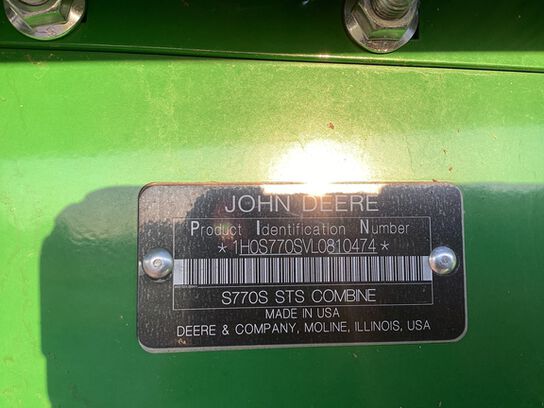 JOHN DEERE
Product Identification Number
*1H0S770SVL0810474*
S770S STS COMBINE
MADE IN USA
DEERE & COMPANY, MOLINE, ILLINOIS, USA